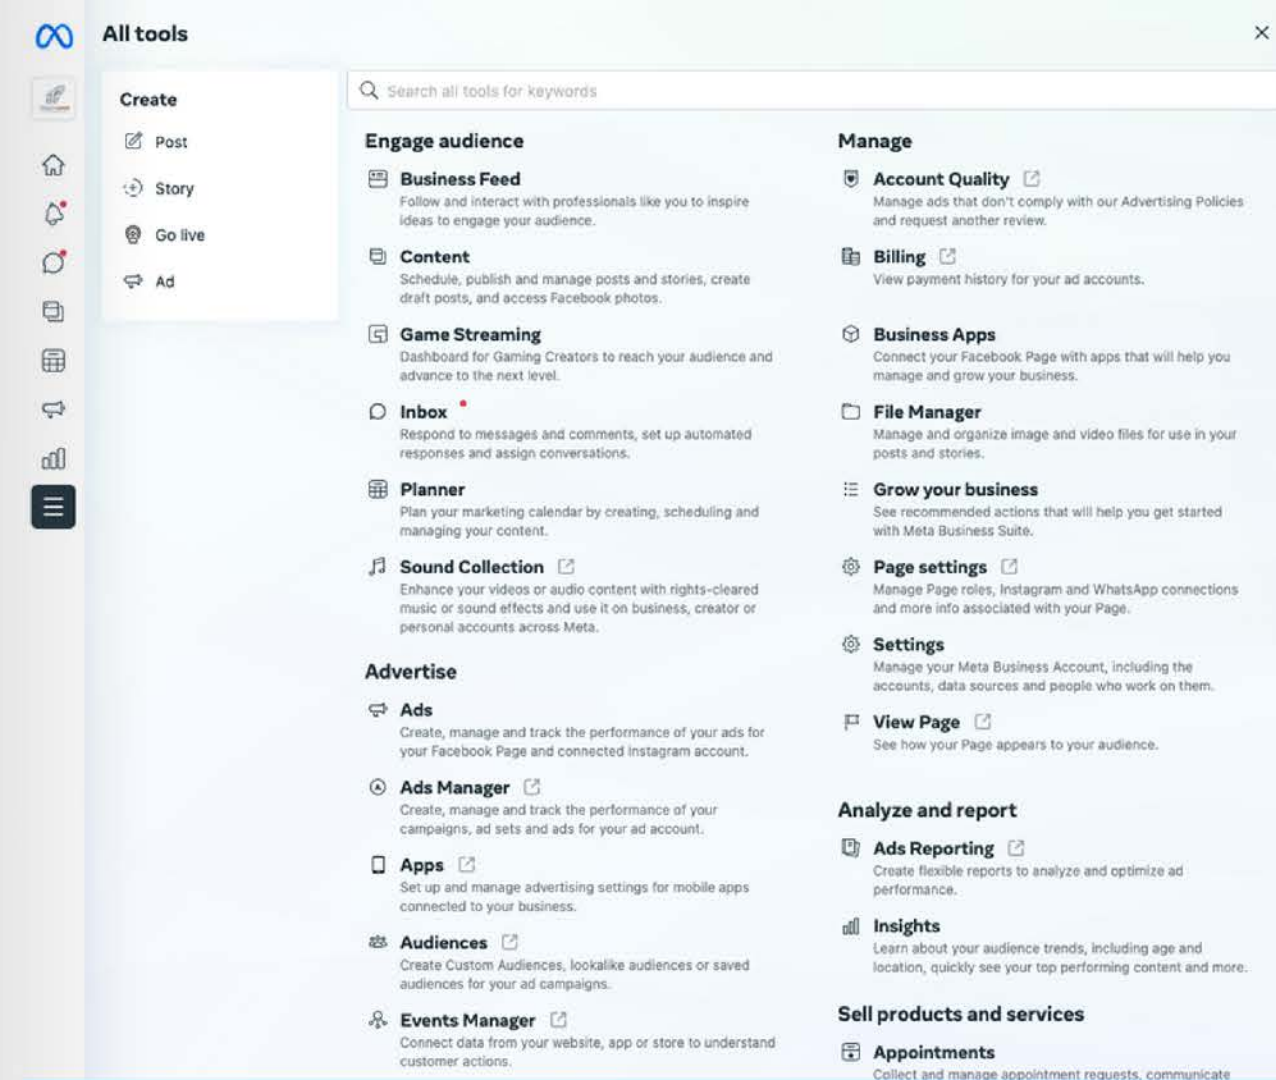 All tools
Create
Post
Story
Go live
Ad
Search all tools for keywords
Engage audience
Business Feed
Follow and interact with professionals like you to inspire
ideas to engage your audience.
Content
Schedule, publish and manage posts and stories, create
draft posts, and access Facebook photos.
Game Streaming
Dashboard for Gaming Creators to reach your audience and
advance to the next level.
Inbox
Respond to messages and comments, set up automated
responses and assign conversations.
Planner
Plan your marketing calendar by creating, scheduling and
managing your content.
Sound Collection
Enhance your videos or audio content with rights-cleared
music or sound effects and use it on business, creator or
personal accounts across Meta.
Advertise
Ads
Create, manage and track the performance of your ads for
your Facebook Page and connected Instagram account.
Ads Manager
Create, manage and track the performance of your
campaigns, ad sets and ads for your ad account.
Apps
Set up and manage advertising settings for mobile apps
connected to your business.
Audiences
Create Custom Audiences, lookalike audiences or saved
audiences for your ad campaigns.
Events Manager
Connect data from your website, app or store to understand
customer actions.
Manage
Account Quality
Manage ads that don't comply with our Advertising Policies
and request another review.
Billing
View payment history for your ad accounts.
Business Apps
Connect your Facebook Page with apps that will help you
manage and grow your business.
File Manager
Manage and organize image and video files for use in your
posts and stories.
Grow your business
See recommended actions that will help you get started
with Meta Business Suite.
Page settings
Manage Page roles, Instagram and WhatsApp connections
and more info associated with your Page.
Settings
Manage your Meta Business Account, including the
accounts, data sources and people who work on them.
View Page
See how your Page appears to your audience.
Analyze and report
Ads Reporting
Create flexible reports to analyze and optimize ad
performance.
Insights
Learn about your audience trends, including age and
location, quickly see your top performing content and more.
Sell products and services
Appointments
Collect and manage appointment requests, communicate